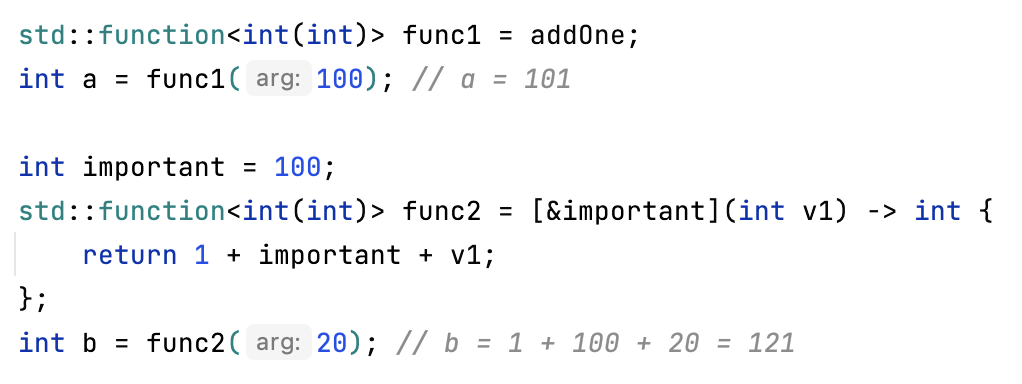 std::function<int(int)> func1 = addOne;
int a = func1( arg: 100); // a = 101
int important = 100;
std::function<int(int)> func2 = [&important](int v1) -> int {
return 1 + important + v1;
};
int b = func2( arg: 20); // b = 1 + 100 + 20 = 121